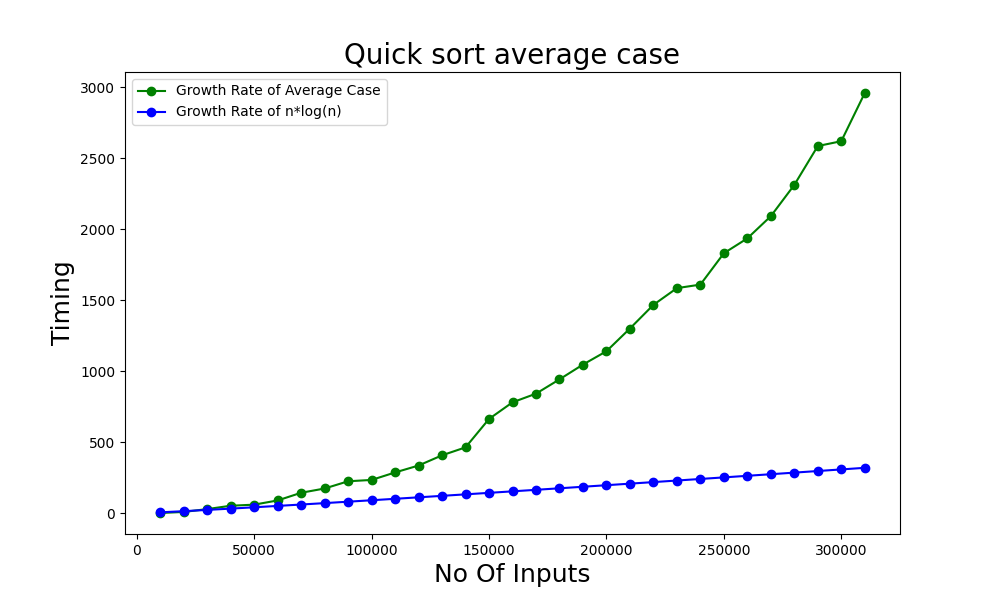 Quick sort average case
Growth Rate of Average Case
Growth Rate of n*log(n)
3000
2500
2000
1500
1000
500
0
Timing
0 50000 100000 150000 200000 250000 300000
No Of Inputs